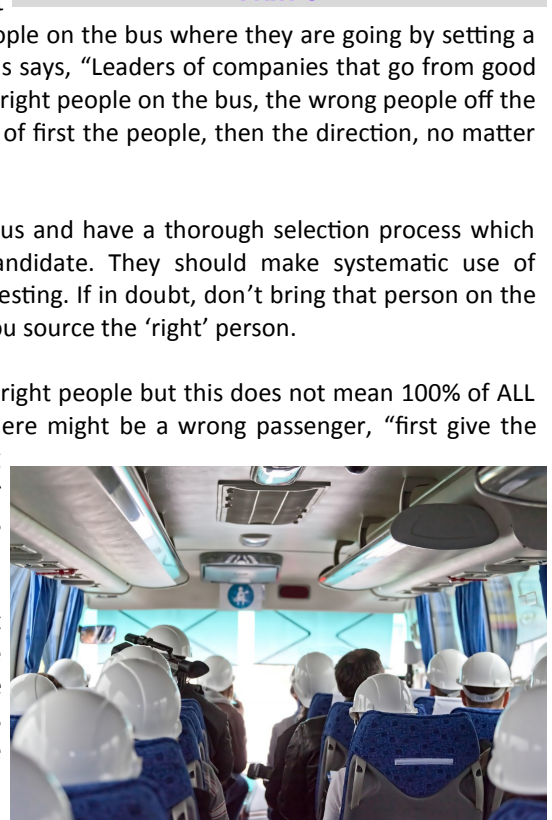 ople on the bus where they are going by setting a
s says, “Leaders of companies that go from good
right people on the bus, the wrong people off the
of first the people, then the direction, no matter
us and have a thorough selection process which
andidate. They should make systematic use of
esting. If in doubt, don’t bring that person on the
ou source the ‘right’ person.
right people but this does not mean 100% of ALL
ere might be a wrong passenger, “first give the